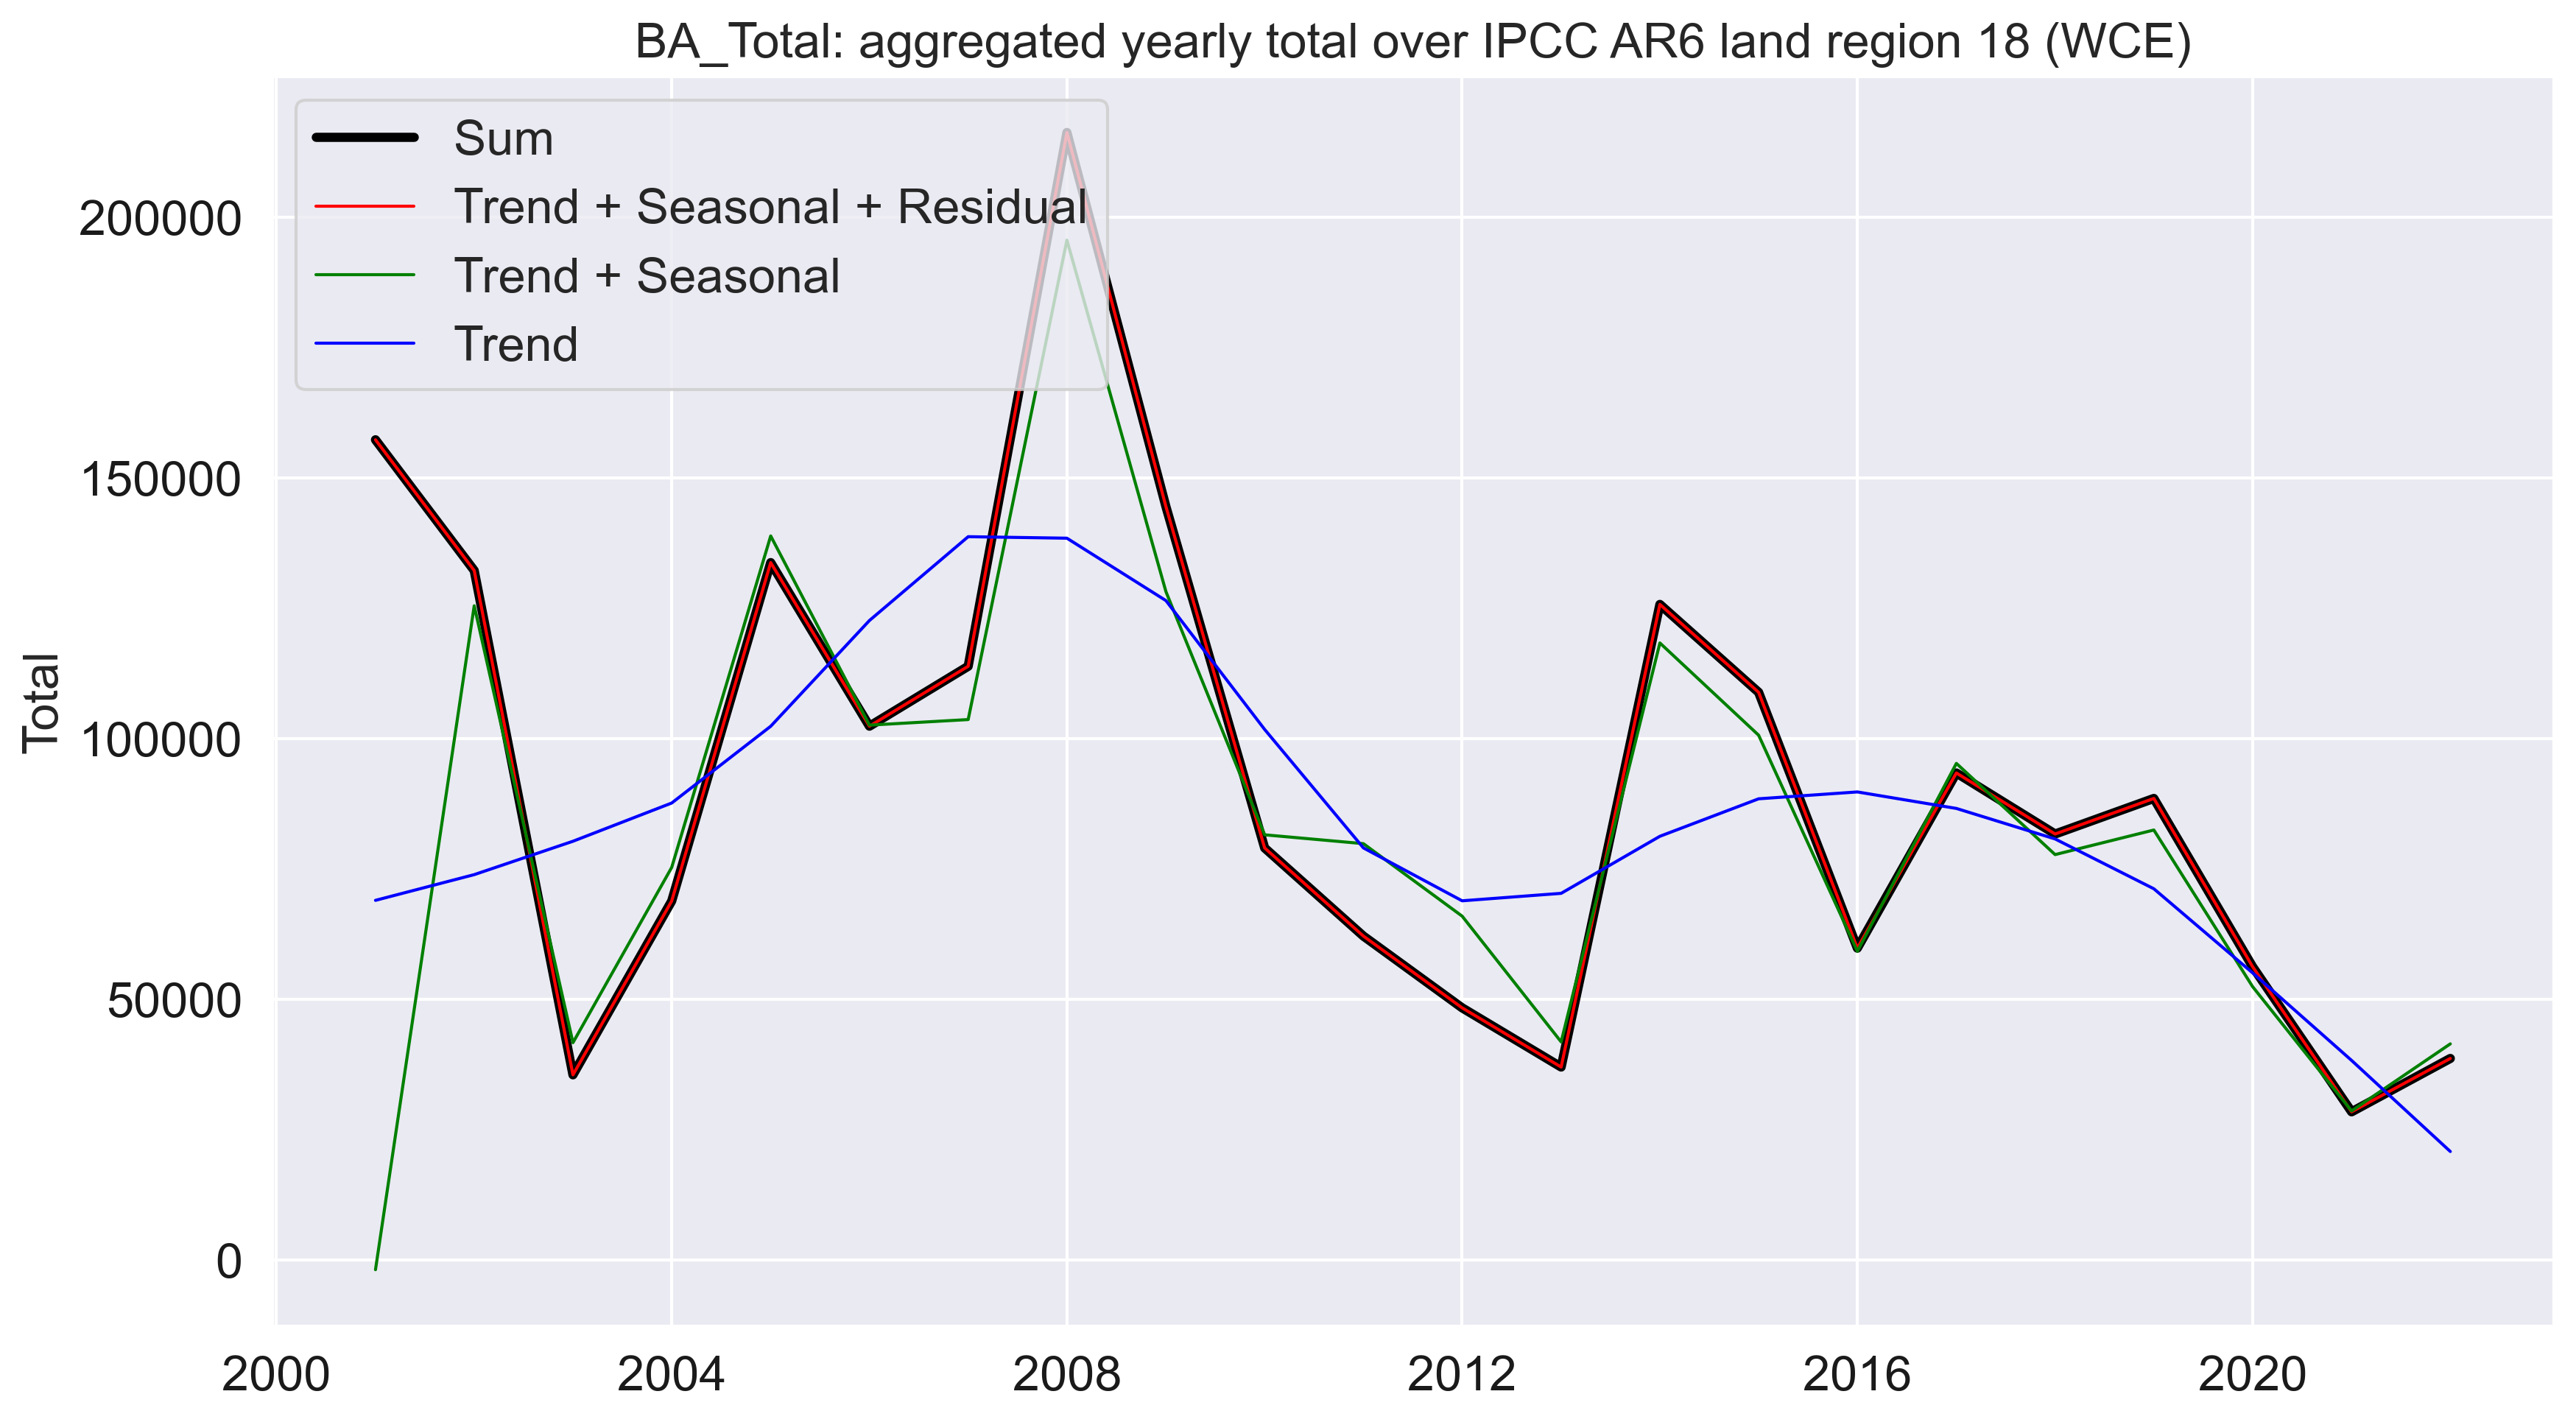 BA_Total: aggregated yearly total over IPCC AR6 land region 18 (WCE)
Sum
Trend + Seasonal + Residual
Trend + Seasonal
Trend
Total
200000
150000
100000
50000
0
2000 2004 2008 2012 2016 2020